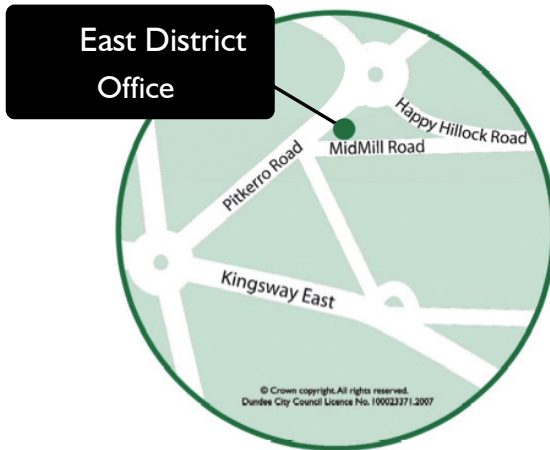 East District
Office
Happy Hillock Road
MidMill Road
Pitkerro Road
Kingsway East
© Crown copyright.All rights reserved.
Dundee City Council Licence No. 100023371.2007